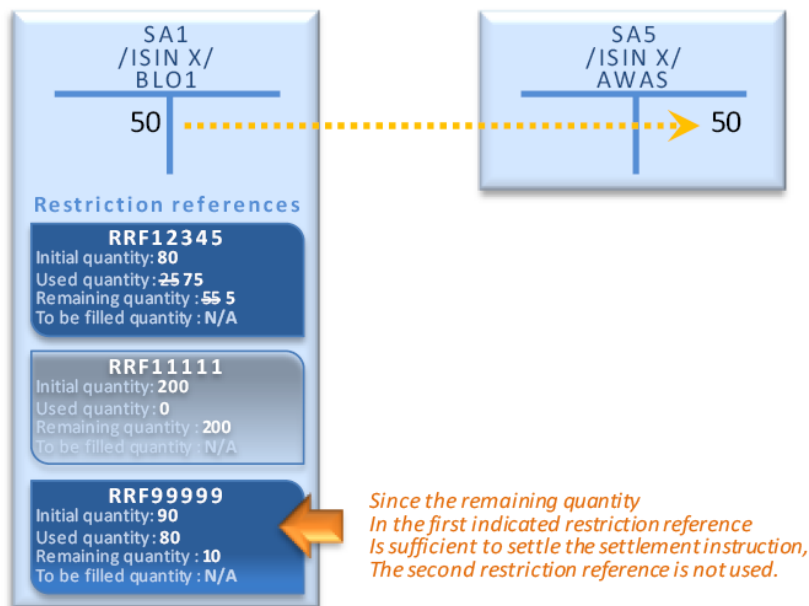 SA1
/ISIN X/
BLO1
50
SA5
/ISIN X/
AWAS
50
Restriction references
RRF12345
Initial quantity: 80
Used quantity: 25 75
Remaining quantity : 55 5
To be filled quantity : N/A
RRF11111
Initial quantity: 200
Used quantity: 0
Remaining quantity : 200
To be filled quantity : N/A
RRF99999
Initial quantity: 90
Used quantity: 80
Remaining quantity : 10
To be filled quantity : N/A
Since the remaining quantity
In the first indicated restriction reference
Is sufficient to settle the settlement instruction,
The second restriction reference is not used.